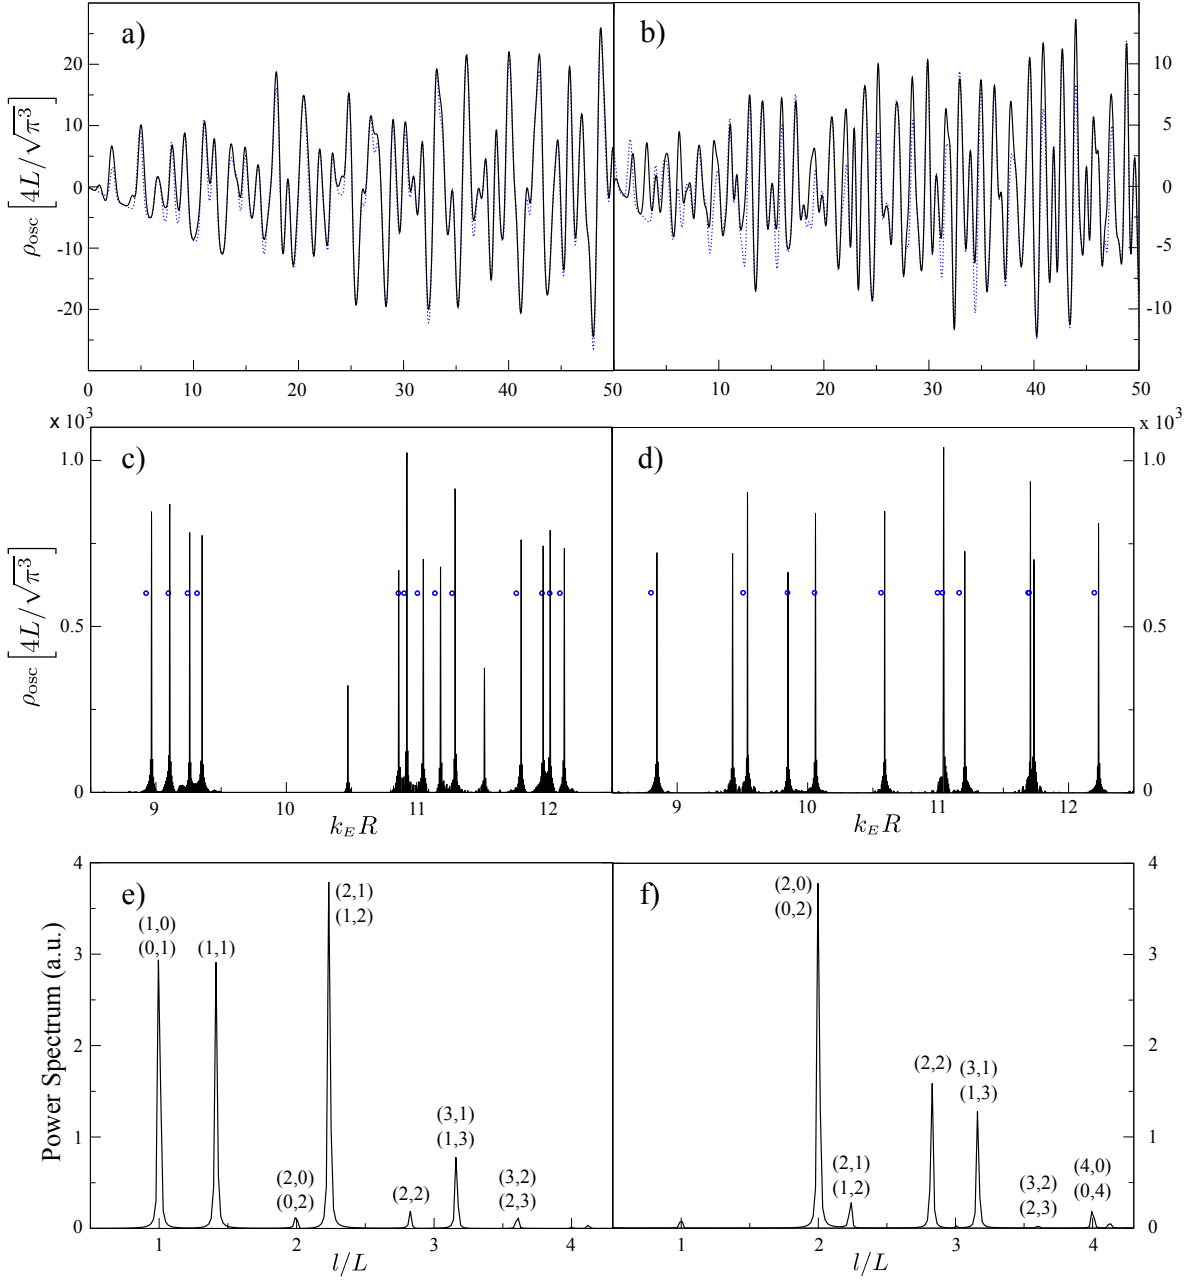 a)
b)
ρosc [4L/√π³]
20
10
0
-10
-20
10
5
0
-5
-10
0 10 20 30 40 50
10 20 30 40 50
x 10³
x 10³
c)
d)
ρosc [4L/√π³]
1.0
0.5
0
1.0
0.5
0
9 10 11 12
9 10 11 12
k_E R
k_E R
e)
f)
Power Spectrum (a.u.)
4
3
2
1
0
4
3
2
1
0
(1,0)
(0,1)
(1,1)
(2,1)
(1,2)
(2,0)
(0,2)
(2,2)
(3,1)
(1,3)
(3,2)
(2,3)
(2,0)
(0,2)
(2,1)
(1,2)
(2,2)
(3,1)
(1,3)
(3,2)
(2,3)
(4,0)
(0,4)
1 2 3 4
1 2 3 4
l/L
l/L